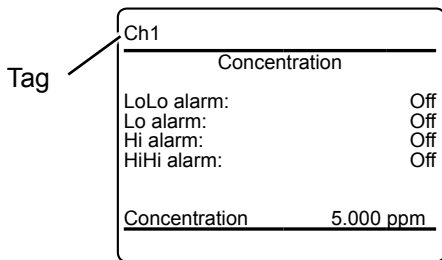 Ch1
Tag
Concentration
LoLo alarm: Off
Lo alarm: Off
Hi alarm: Off
HiHi alarm: Off
Concentration 5.000 ppm